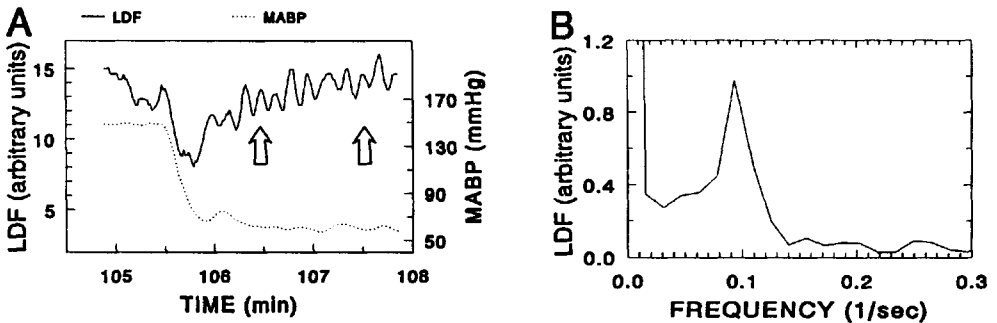 A
LDF
MABP
LDF (arbitrary units)
15
10
5
170
130
90
50
MABP (mmHg)
105
106
107
108
TIME (min)
B
LDF (arbitrary units)
1.2
0.8
0.4
0.0
0.0
0.1
0.2
0.3
FREQUENCY (1/sec)